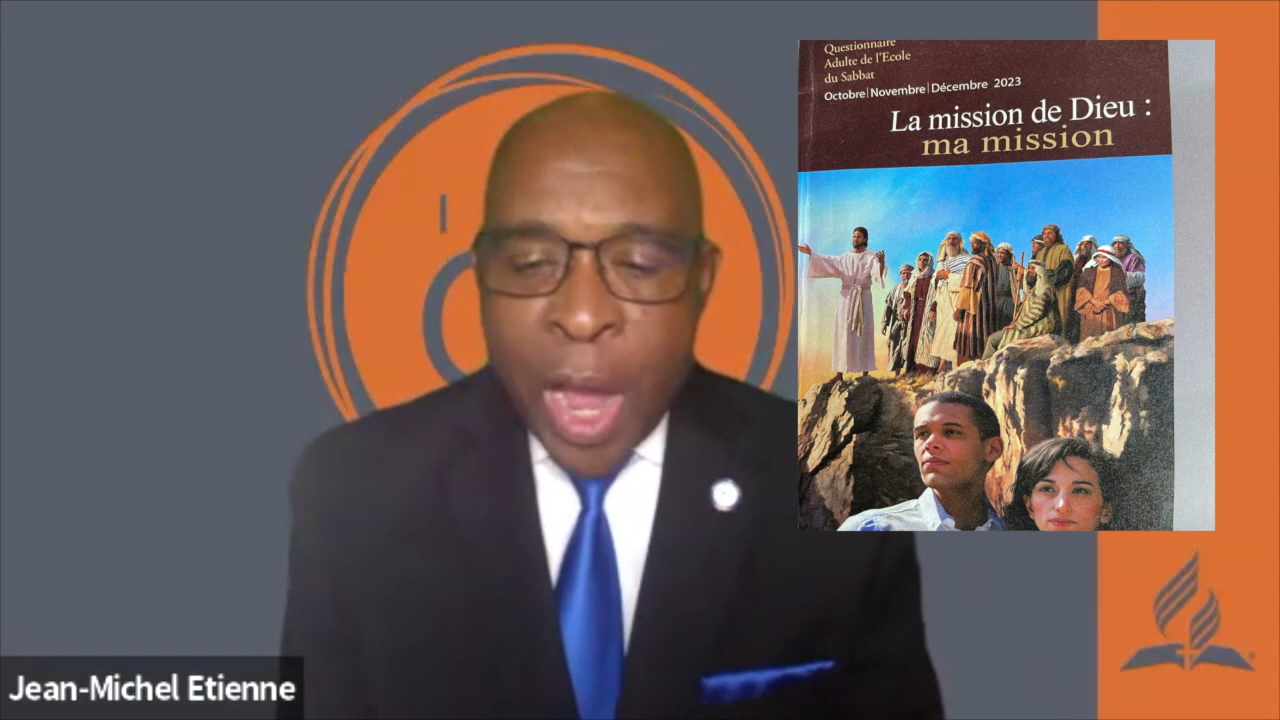 Questionnaire
Adulte de l'Ecole
du Sabbat
Octobre|Novembre|Décembre 2023
La mission de Dieu :
ma mission
I
Jean-Michel Etienne